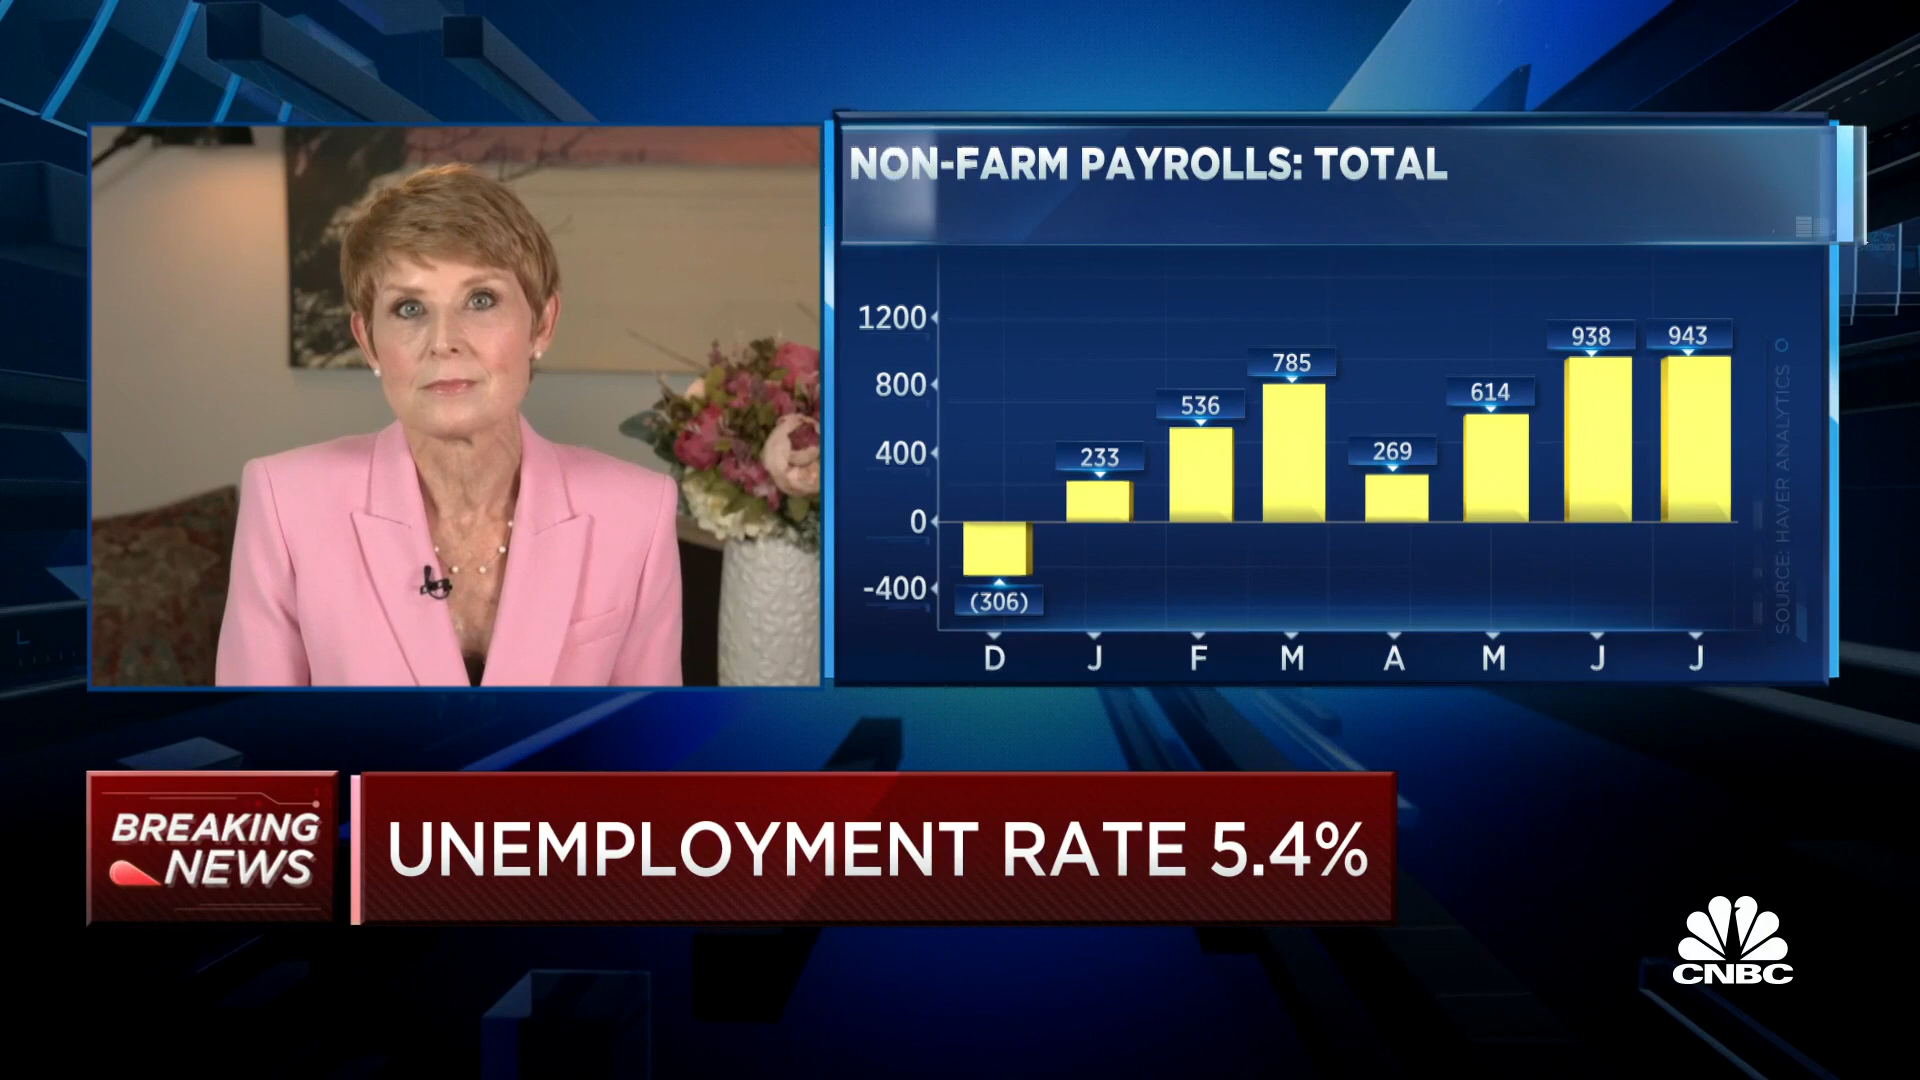 NON-FARM PAYROLLS: TOTAL
1200
800
400
0
-400
(306)
233
536
785
269
614
938
943
D J F M A M J J
SOURCE: HAVER ANALYTICS
BREAKING
NEWS
UNEMPLOYMENT RATE 5.4%
CNBC